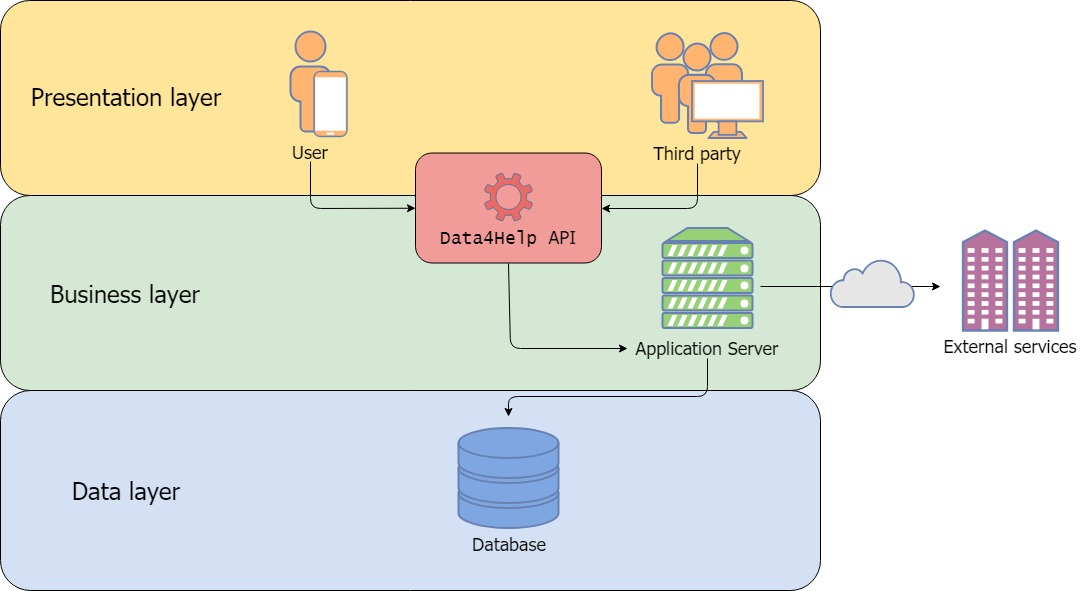 Presentation layer
User
Third party
Data4Help API
Business layer
Application Server
External services
Data layer
Database